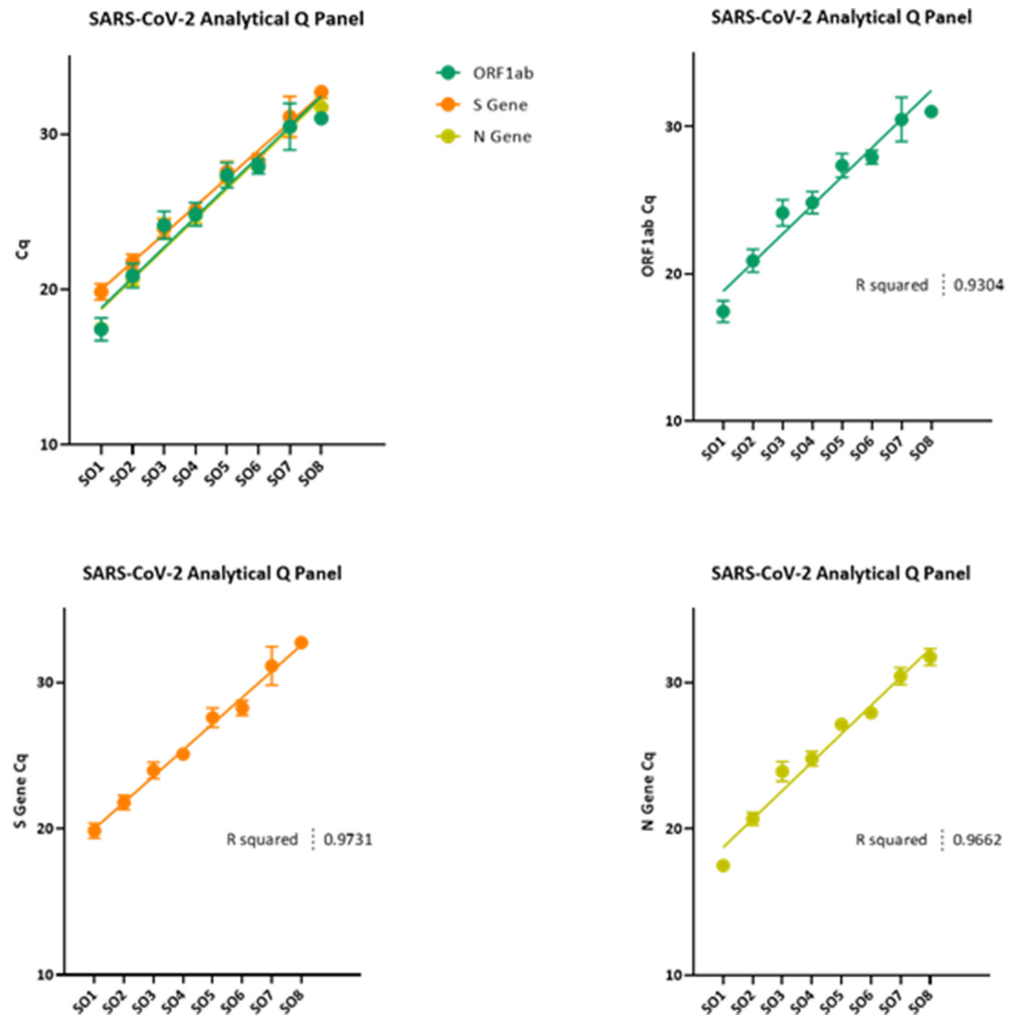 SARS-CoV-2 Analytical Q Panel
30
20
10
Cq
SO1 SO2 SO3 SO4 SO5 SO6 SO7 SO8
ORF1ab
S Gene
N Gene
SARS-CoV-2 Analytical Q Panel
30
20
10
ORF1ab Cq
R squared 0.9304
SO1 SO2 SO3 SO4 SO5 SO6 SO7 SO8
SARS-CoV-2 Analytical Q Panel
30
20
10
S Gene Cq
R squared 0.9731
SO1 SO2 SO3 SO4 SO5 SO6 SO7 SO8
SARS-CoV-2 Analytical Q Panel
30
20
10
N Gene Cq
R squared 0.9662
SO1 SO2 SO3 SO4 SO5 SO6 SO7 SO8